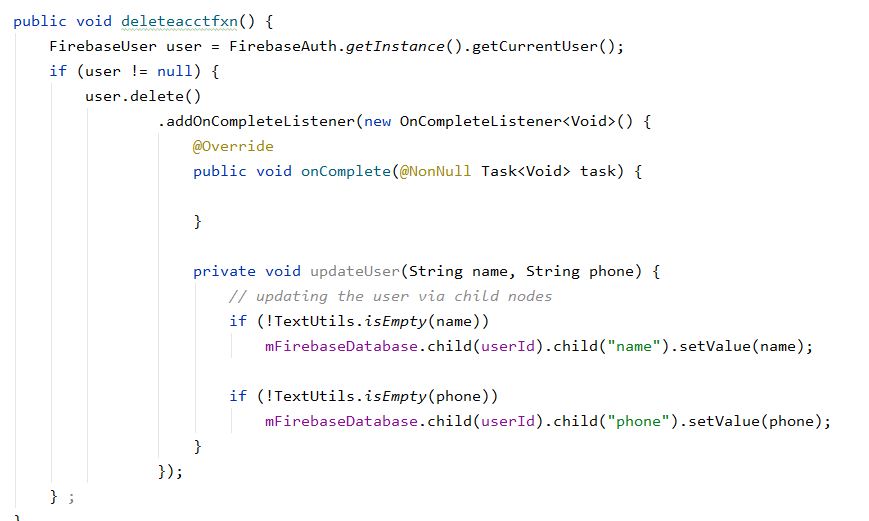 public void deleteacctfxn() {
    FirebaseUser user = FirebaseAuth.getInstance().getCurrentUser();
    if (user != null) {
        user.delete()
                .addOnCompleteListener(new OnCompleteListener<Void>() {
                    @Override
                    public void onComplete(@NonNull Task<Void> task) {

                    }

                    private void updateUser(String name, String phone) {
                        // updating the user via child nodes
                        if (!TextUtils.isEmpty(name))
                            mFirebaseDatabase.child(userId).child("name").setValue(name);

                        if (!TextUtils.isEmpty(phone))
                            mFirebaseDatabase.child(userId).child("phone").setValue(phone);
                    }
                });
    } ;
}